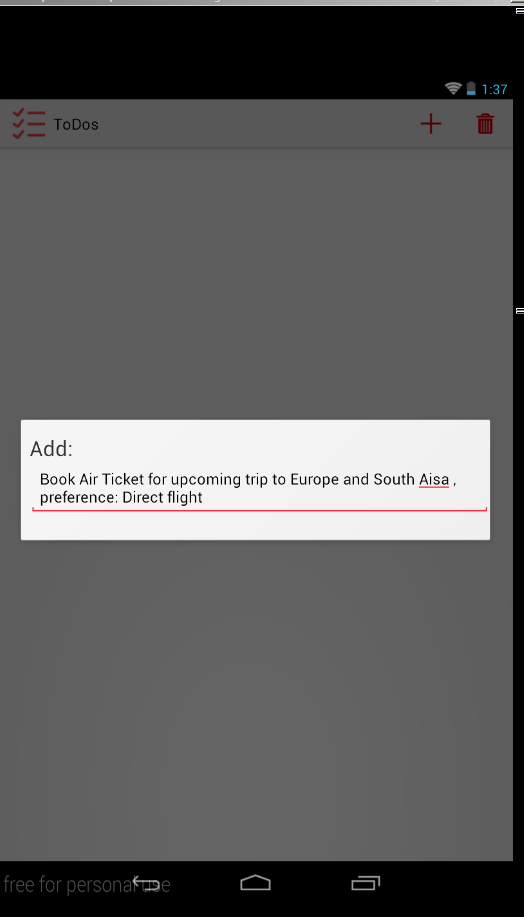 1:37
ToDos
Add:
Book Air Ticket for upcoming trip to Europe and South Aisa ,
preference: Direct flight
free for personal use